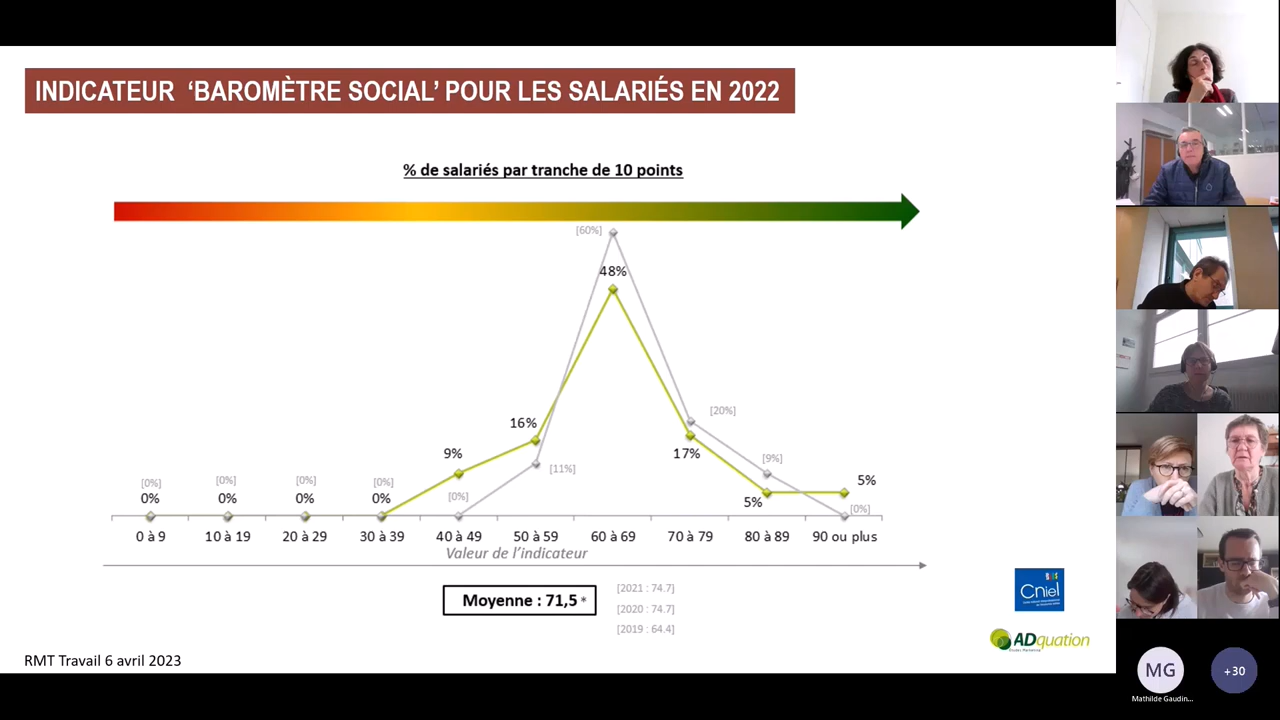 INDICATEUR ‘BAROMÈTRE SOCIAL’ POUR LES SALARIÉS EN 2022
% de salariés par tranche de 10 points
[60%]
48%
[20%]
16%
17%
9%
[11%]
[9%]
[0%] [0%] [0%] [0%] [0%]
0% 0% 0% 0%
5%
5%
[0%]
0 à 9 10 à 19 20 à 29 30 à 39 40 à 49 50 à 59 60 à 69 70 à 79 80 à 89 90 ou plus
Valeur de l’indicateur
Moyenne : 71,5 *
[2021 : 74.7]
[2020 : 74.7]
[2019 : 64.4]
Cniel
ADquation
RMT Travail 6 avril 2023
MG
+30
Mathilde Gaudin...